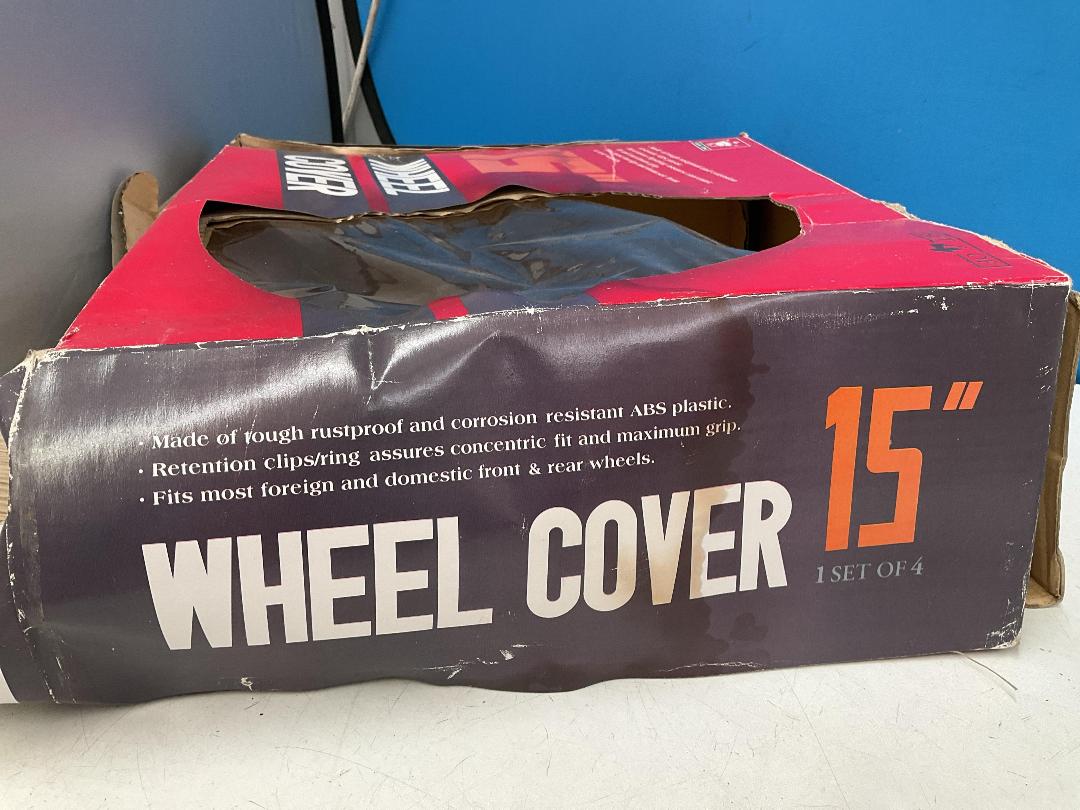 WHEEL
COVER
15
· Made of tough rustproof and corrosion resistant ABS plastic.
· Retention clips/ring assures concentric fit and maximum grip.
· Fits most foreign and domestic front & rear wheels.
WHEEL COVER
15"
1 SET OF 4